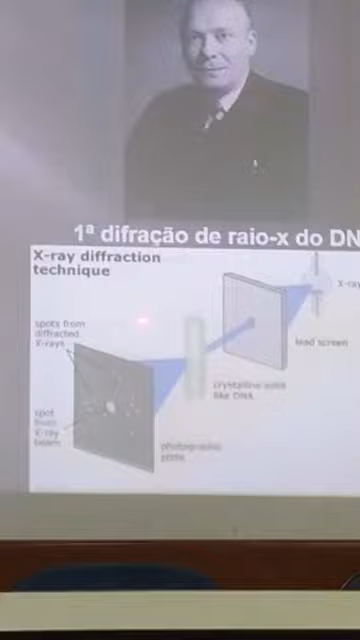 1ª difração de raio-x do DN
X-ray diffraction
technique
X-ray
spots from
diffracted
X-rays
lead screen
crystalline solid
like DNA
spot
from
X-ray
beam
photographic
plate